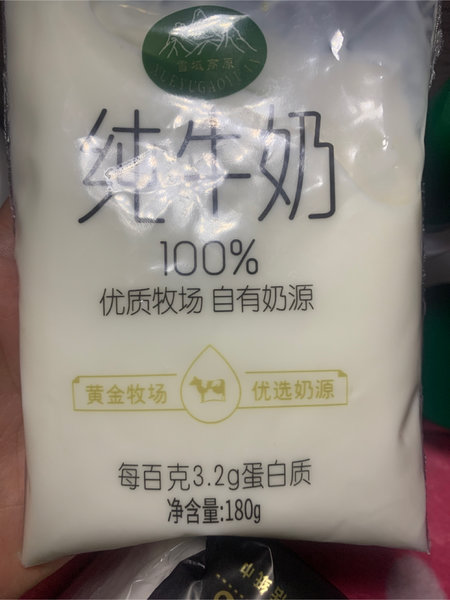 雪域高原
XUEYUGAOYUAN
纯牛奶
100%
优质牧场 自有奶源
黄金牧场 优选奶源
每百克3.2g蛋白质
净含量:180g